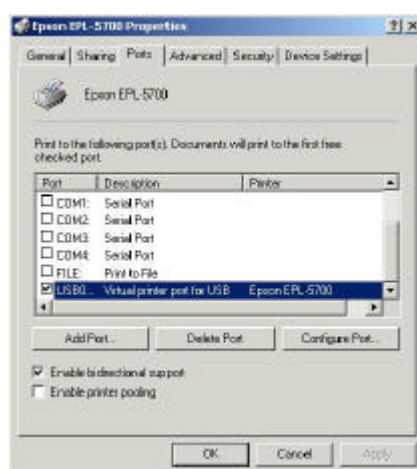 Epson EPL-5700 Properties
General Sharing Ports Advanced Security Device Settings
Epson EPL-5700
Print to the following port(s). Documents will print to the first free
checked port.
Port Description Printer
COM1: Serial Port
COM2: Serial Port
COM3: Serial Port
COM4: Serial Port
FILE: Print to File
USB0... Virtual printer port for USB Epson EPL-5700
Add Port... Delete Port Configure Port...
Enable bidirectional support
Enable printer pooling
OK Cancel Apply